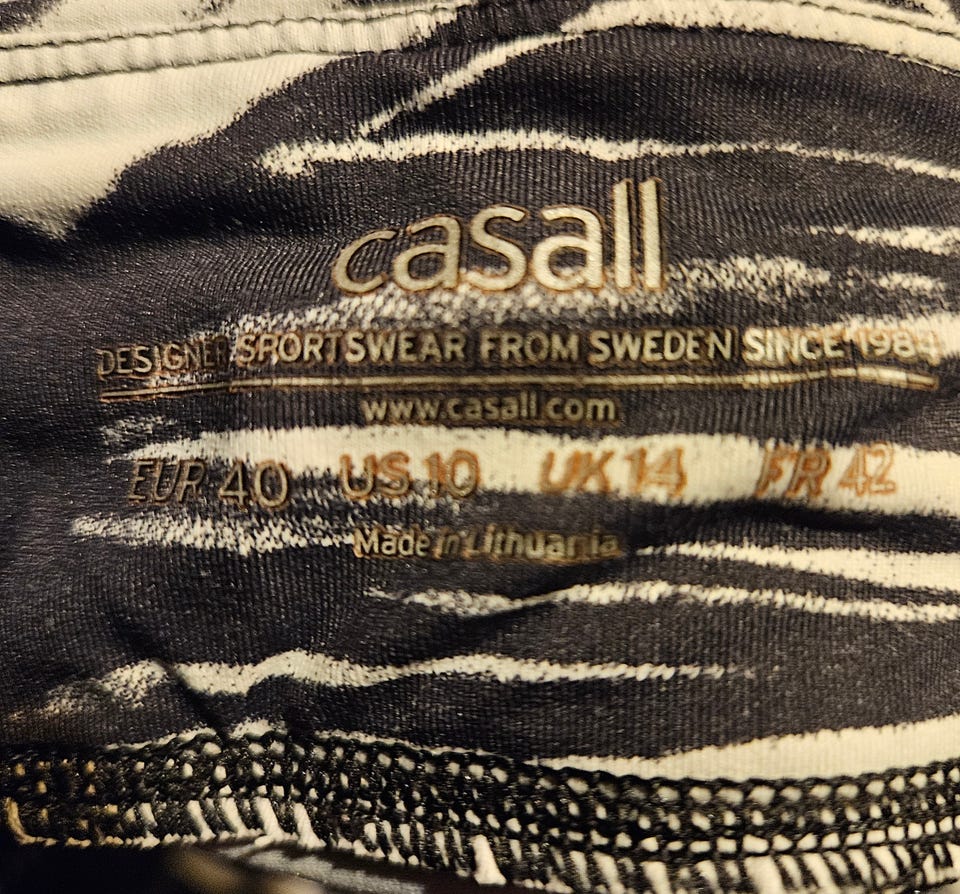 casall
DESIGNER SPORTSWEAR FROM SWEDEN SINCE 1984
www.casall.com
EUR 40 US 10 UK 14 FR 42
Made in Lithuania